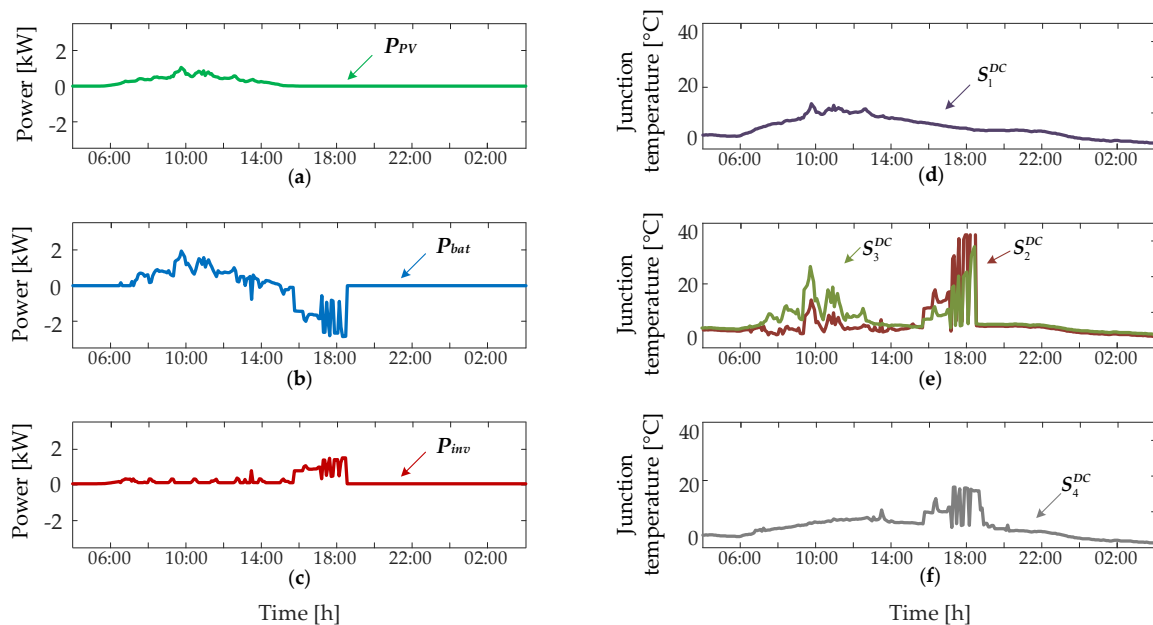 Power [kW]
2
0
-2
P_PV
06:00 10:00 14:00 18:00 22:00 02:00
(a)
Power [kW]
2
0
-2
P_bat
06:00 10:00 14:00 18:00 22:00 02:00
(b)
Power [kW]
2
0
-2
P_inv
06:00 10:00 14:00 18:00 22:00 02:00
(c)
Time [h]
Junction
temperature [°C]
40
20
0
S_1^DC
06:00 10:00 14:00 18:00 22:00 02:00
(d)
Junction
temperature [°C]
40
20
0
S_3^DC
S_2^DC
06:00 10:00 14:00 18:00 22:00 02:00
(e)
Junction
temperature [°C]
40
20
0
S_4^DC
06:00 10:00 14:00 18:00 22:00 02:00
(f)
Time [h]